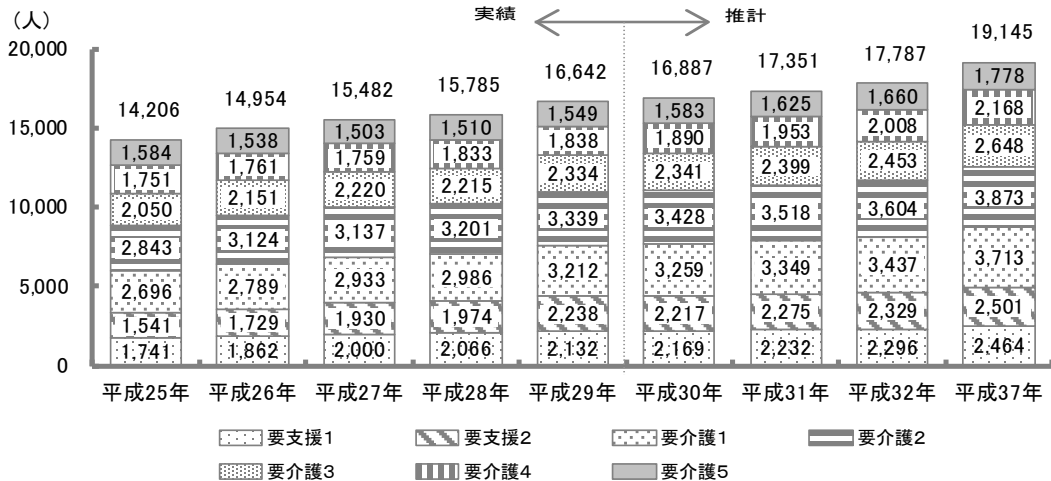 （人）
実績 推計
20,000
15,000
10,000
5,000
0
14,206 14,954 15,482 15,785 16,642 16,887 17,351 17,787 19,145
1,584 1,538 1,503 1,510 1,549 1,583 1,625 1,660 1,778
1,751 1,761 1,759 1,833 1,838 1,890 1,953 2,008 2,168
2,050 2,151 2,220 2,215 2,334 2,341 2,399 2,453 2,648
2,843 3,124 3,137 3,201 3,339 3,428 3,518 3,604 3,873
2,696 2,789 2,933 2,986 3,212 3,259 3,349 3,437 3,713
1,541 1,729 1,930 1,974 2,238 2,217 2,275 2,329 2,501
1,741 1,862 2,000 2,066 2,132 2,169 2,232 2,296 2,464
平成25年 平成26年 平成27年 平成28年 平成29年 平成30年 平成31年 平成32年 平成37年
要支援1 要支援2 要介護1 要介護2
要介護3 要介護4 要介護5